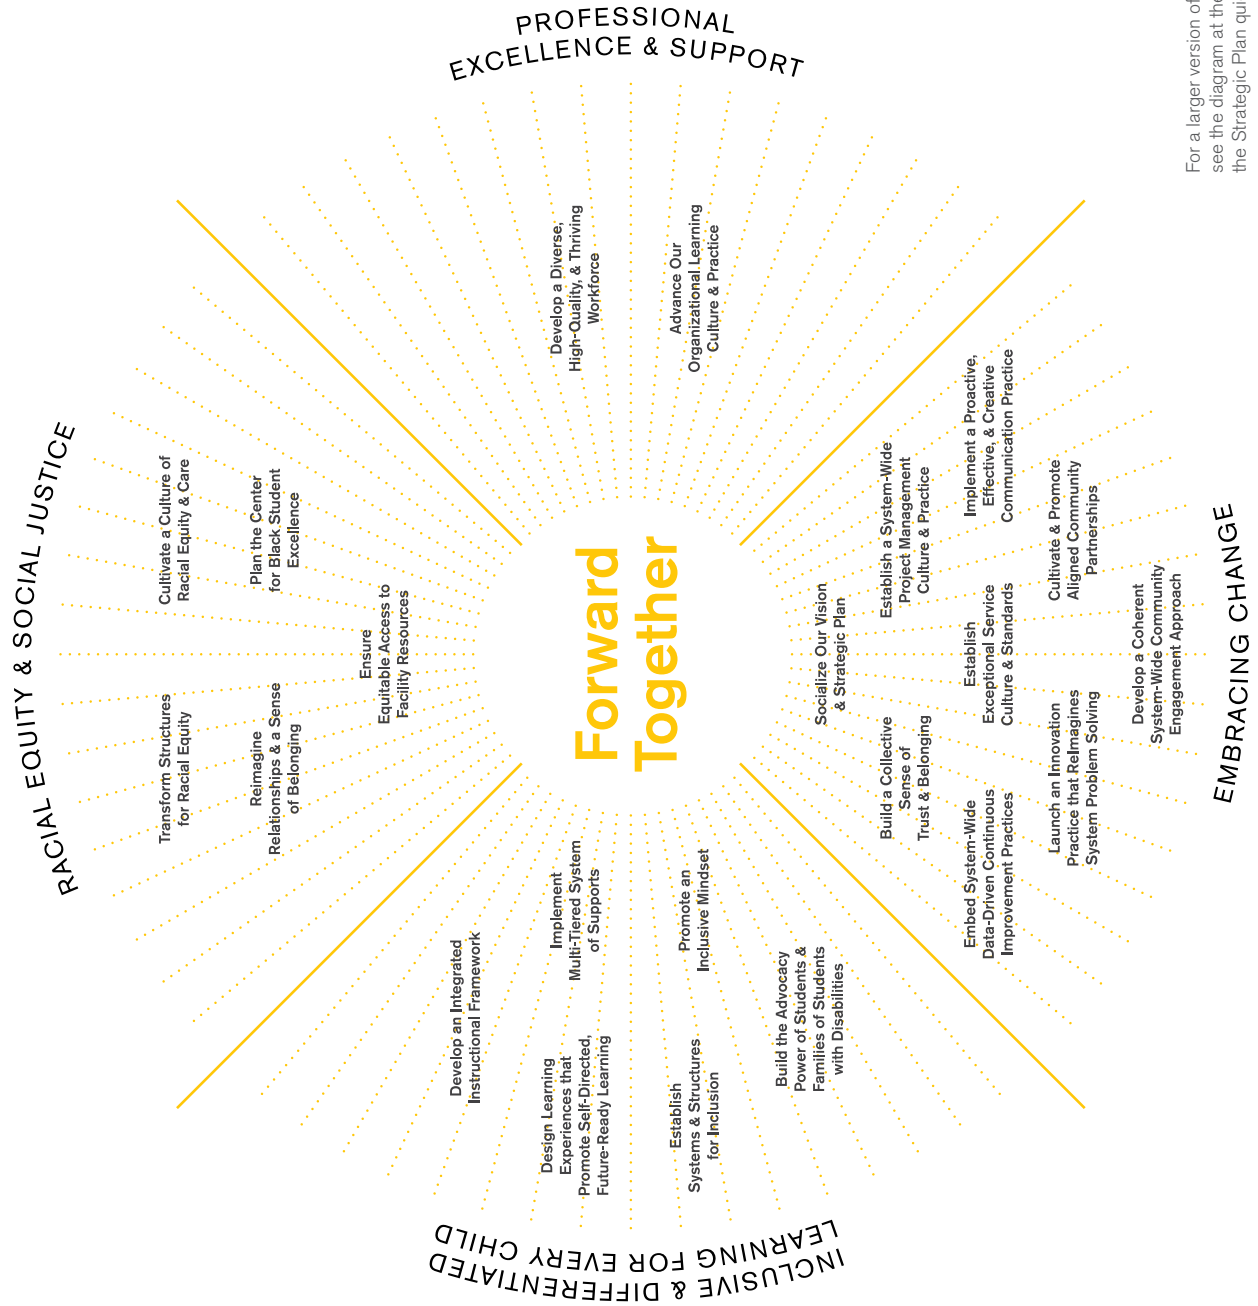 RACIAL EQUITY & SOCIAL JUSTICE
Cultivate a Culture of
Racial Equity & Care
Transform Structures
for Racial Equity
Plan the Center
for Black Student
Excellence
Reimagine
Relationships & a Sense
of Belonging
Ensure
Equitable Access to
Facility Resources
PROFESSIONAL
EXCELLENCE & SUPPORT
Develop a Diverse,
High-Quality, & Thriving
Workforce
Advance Our
Organizational Learning
Culture & Practice
Forward
Together
INCLUSIVE & DIFFERENTIATED
LEARNING FOR EVERY CHILD
Develop an Integrated
Instructional Framework
Implement
Multi-Tiered System
of Supports
Design Learning
Experiences that
Promote Self-Directed,
Future-Ready Learning
Promote an
Inclusive Mindset
Establish
Systems & Structures
for Inclusion
Build the Advocacy
Power of Students &
Families of Students
with Disabilities
Socialize Our Vision
& Strategic Plan
Build a Collective
Sense of
Trust & Belonging
Establish a System-Wide
Project Management
Culture & Practice
Embed System-Wide
Data-Driven Continuous
Improvement Practices
Establish
Exceptional Service
Culture & Standards
Implement a Proactive,
Effective, & Creative
Communication Practice
Launch an Innovation
Practice that ReImagines
System Problem Solving
Cultivate & Promote
Aligned Community
Partnerships
Develop a Coherent
System-Wide Community
Engagement Approach
EMBRACING CHANGE
For a larger version of
see the diagram at the
the Strategic Plan qui